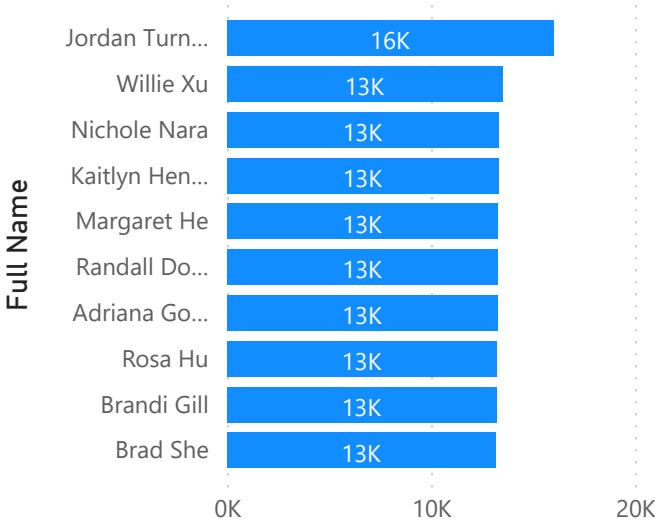 Full Name
Jordan Turn... 16K
Willie Xu 13K
Nichole Nara 13K
Kaitlyn Hen... 13K
Margaret He 13K
Randall Do... 13K
Adriana Go... 13K
Rosa Hu 13K
Brandi Gill 13K
Brad She 13K
0K 10K 20K